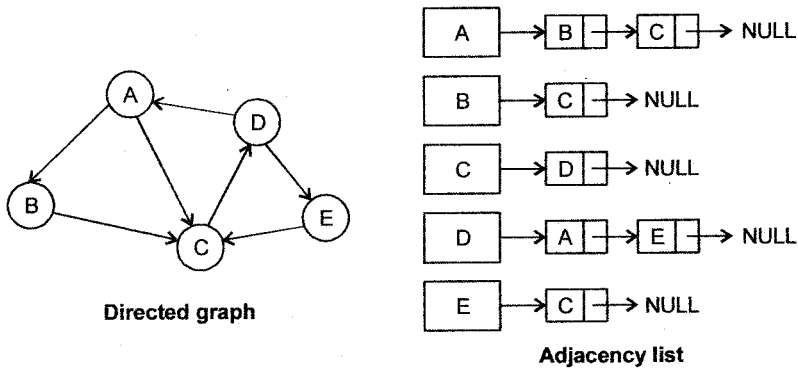 A
D
B
E
C
Directed graph
A B C NULL
B C NULL
C D NULL
D A E NULL
E C NULL
Adjacency list